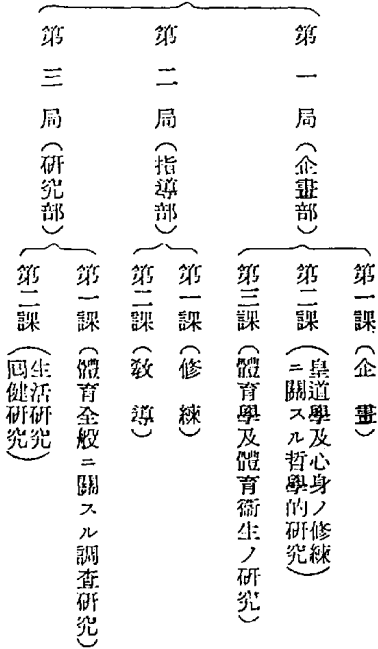 第一局（企畫部）
第一課（企畫）
第二課（皇道學及心身ノ修練
ニ關スル哲學的研究）
第三課（體育學及體育衞生ノ研究）
第二局（指導部）
第一課（修練）
第二課（敎導）
第三局（研究部）
第一課（體育全般ニ關スル調査研究）
第二課（生活研究
回健研究）